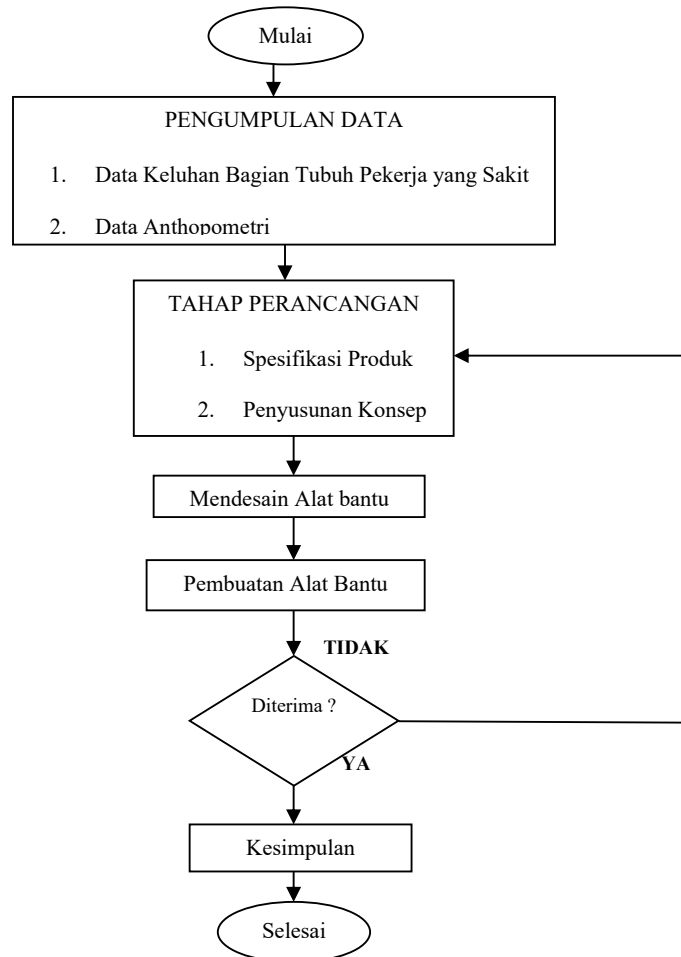 Mulai
PENGUMPULAN DATA
1. Data Keluhan Bagian Tubuh Pekerja yang Sakit
2. Data Anthopometri
TAHAP PERANCANGAN
1. Spesifikasi Produk
2. Penyusunan Konsep
Mendesain Alat bantu
Pembuatan Alat Bantu
TIDAK
Diterima ?
YA
Kesimpulan
Selesai